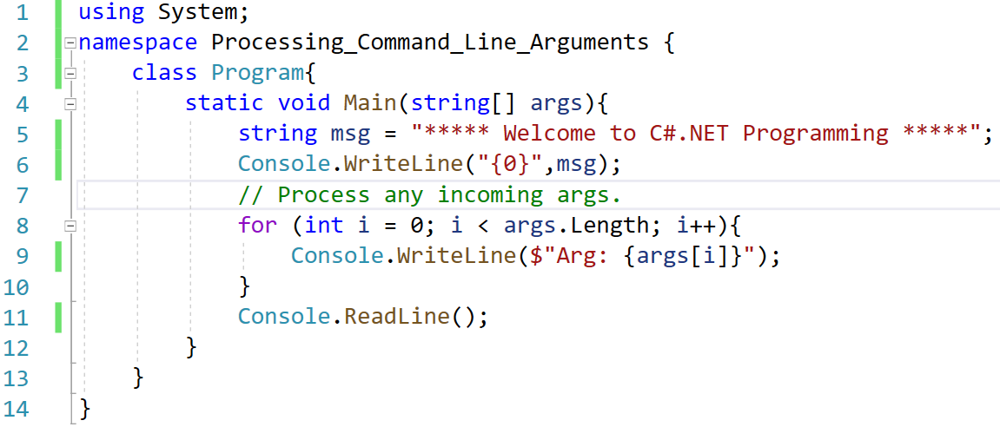 1 using System;
2 namespace Processing_Command_Line_Arguments {
3     class Program{
4         static void Main(string[] args){
5             string msg = "***** Welcome to C#.NET Programming *****";
6             Console.WriteLine("{0}",msg);
7             // Process any incoming args.
8             for (int i = 0; i < args.Length; i++){
9                 Console.WriteLine($"Arg: {args[i]}");
10             }
11             Console.ReadLine();
12         }
13     }
14 }